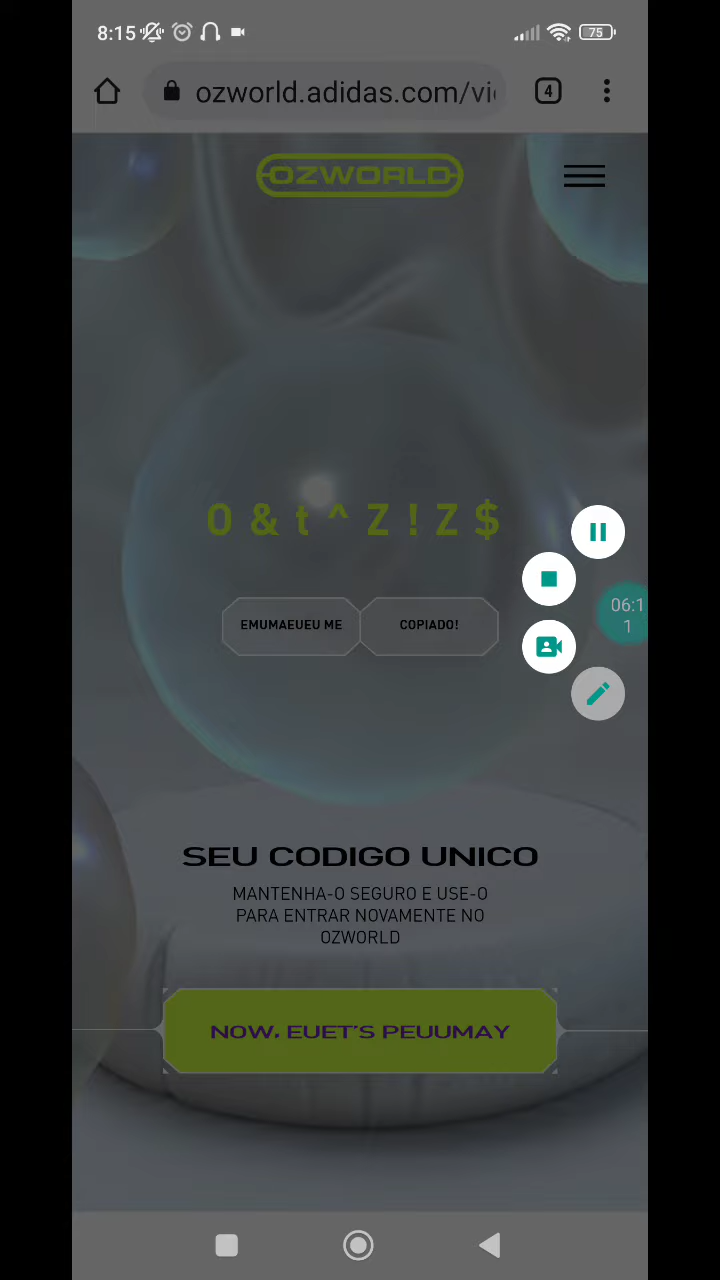 8:15
75
ozworld.adidas.com/vi
4
OZWORLD
0 & t ^ Z ! Z $
06:1
1
EMUMAEUEU ME
COPIADO!
SEU CODIGO UNICO
MANTENHA-O SEGURO E USE-O
PARA ENTRAR NOVAMENTE NO
OZWORLD
NOW, EUET'S PEUUMAY